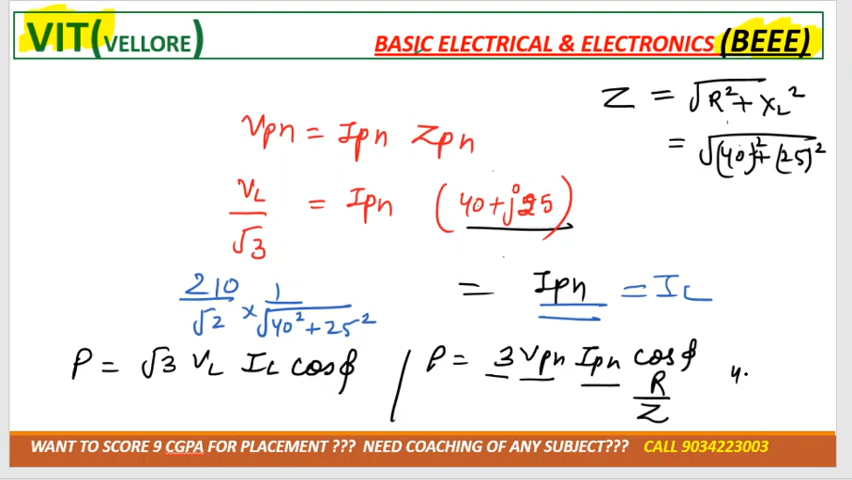 VIT(VELLORE)
BASIC ELECTRICAL & ELECTRONICS (BEEE)
Z = √R² + XL²
= √(40)² + (25)²
Vpn = Ipn Zpn
VL/√3 = Ipn (40+j25)
210/√2 × 1/√40² + 25² = Ipn = IL
P = √3 VL IL cosφ / P = 3 Vpn Ipn cosφ
R/Z
WANT TO SCORE 9 CGPA FOR PLACEMENT ??? NEED COACHING OF ANY SUBJECT??? CALL 9034223003